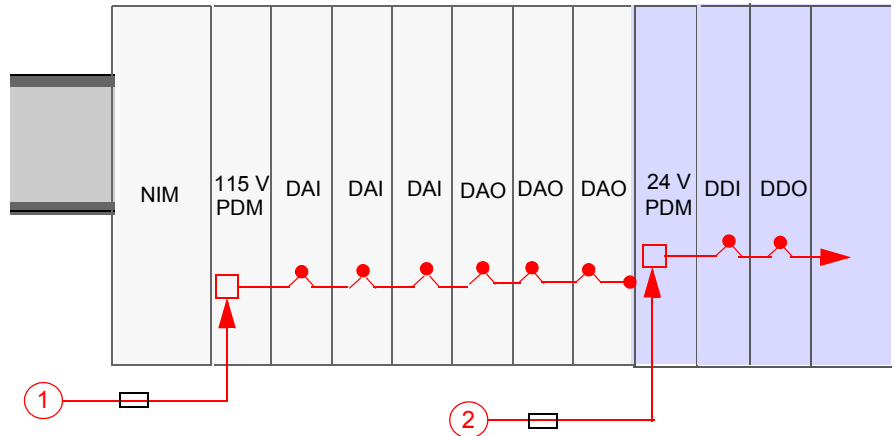 NIM
115 V
PDM
DAI
DAI
DAI
DAO
DAO
DAO
24 V
PDM
DDI
DDO
1
2